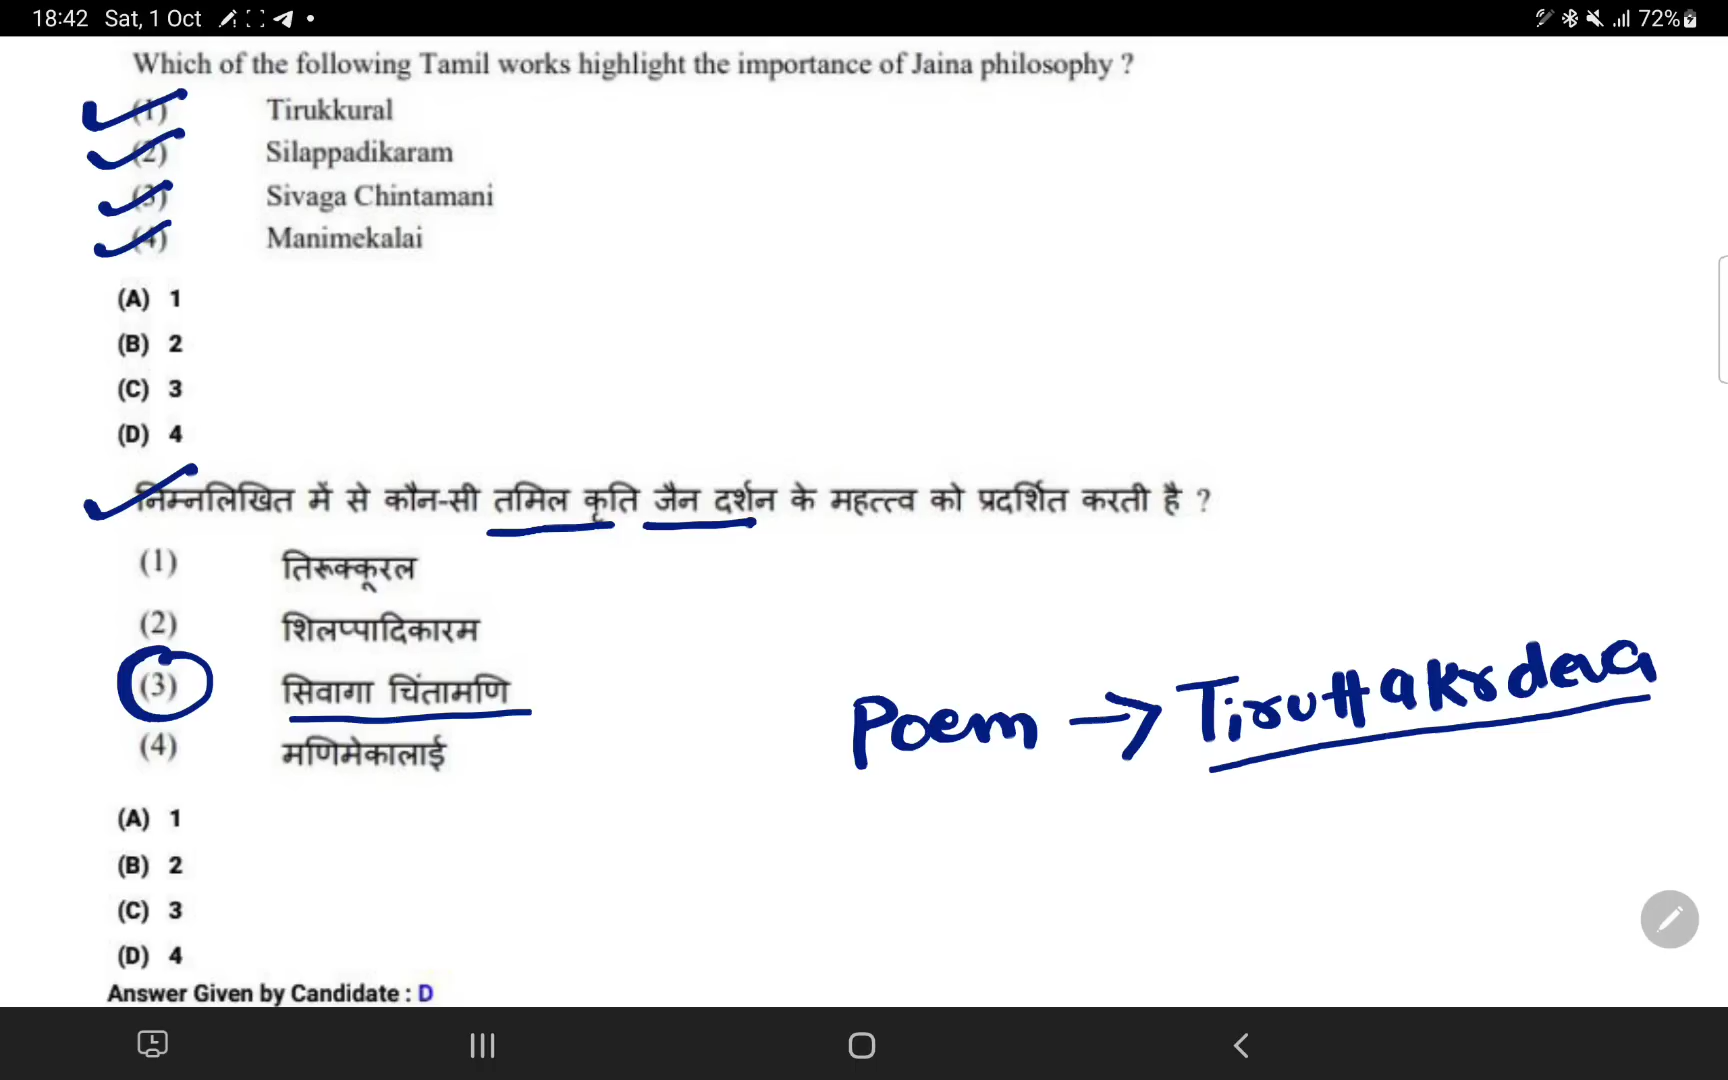 18:42 Sat, 1 Oct
72%
Which of the following Tamil works highlight the importance of Jaina philosophy ?
(1) Tirukkural
(2) Silappadikaram
(3) Sivaga Chintamani
(4) Manimekalai
(A) 1
(B) 2
(C) 3
(D) 4
निम्नलिखित में से कौन-सी तमिल कृति जैन दर्शन के महत्त्व को प्रदर्शित करती है ?
(1) तिरूक्कूरल
(2) शिलप्पादिकारम
(3) सिवागा चिंतामणि
(4) मणिमेकालाई
Poem → Tiruttakrdeva
(A) 1
(B) 2
(C) 3
(D) 4
Answer Given by Candidate : D